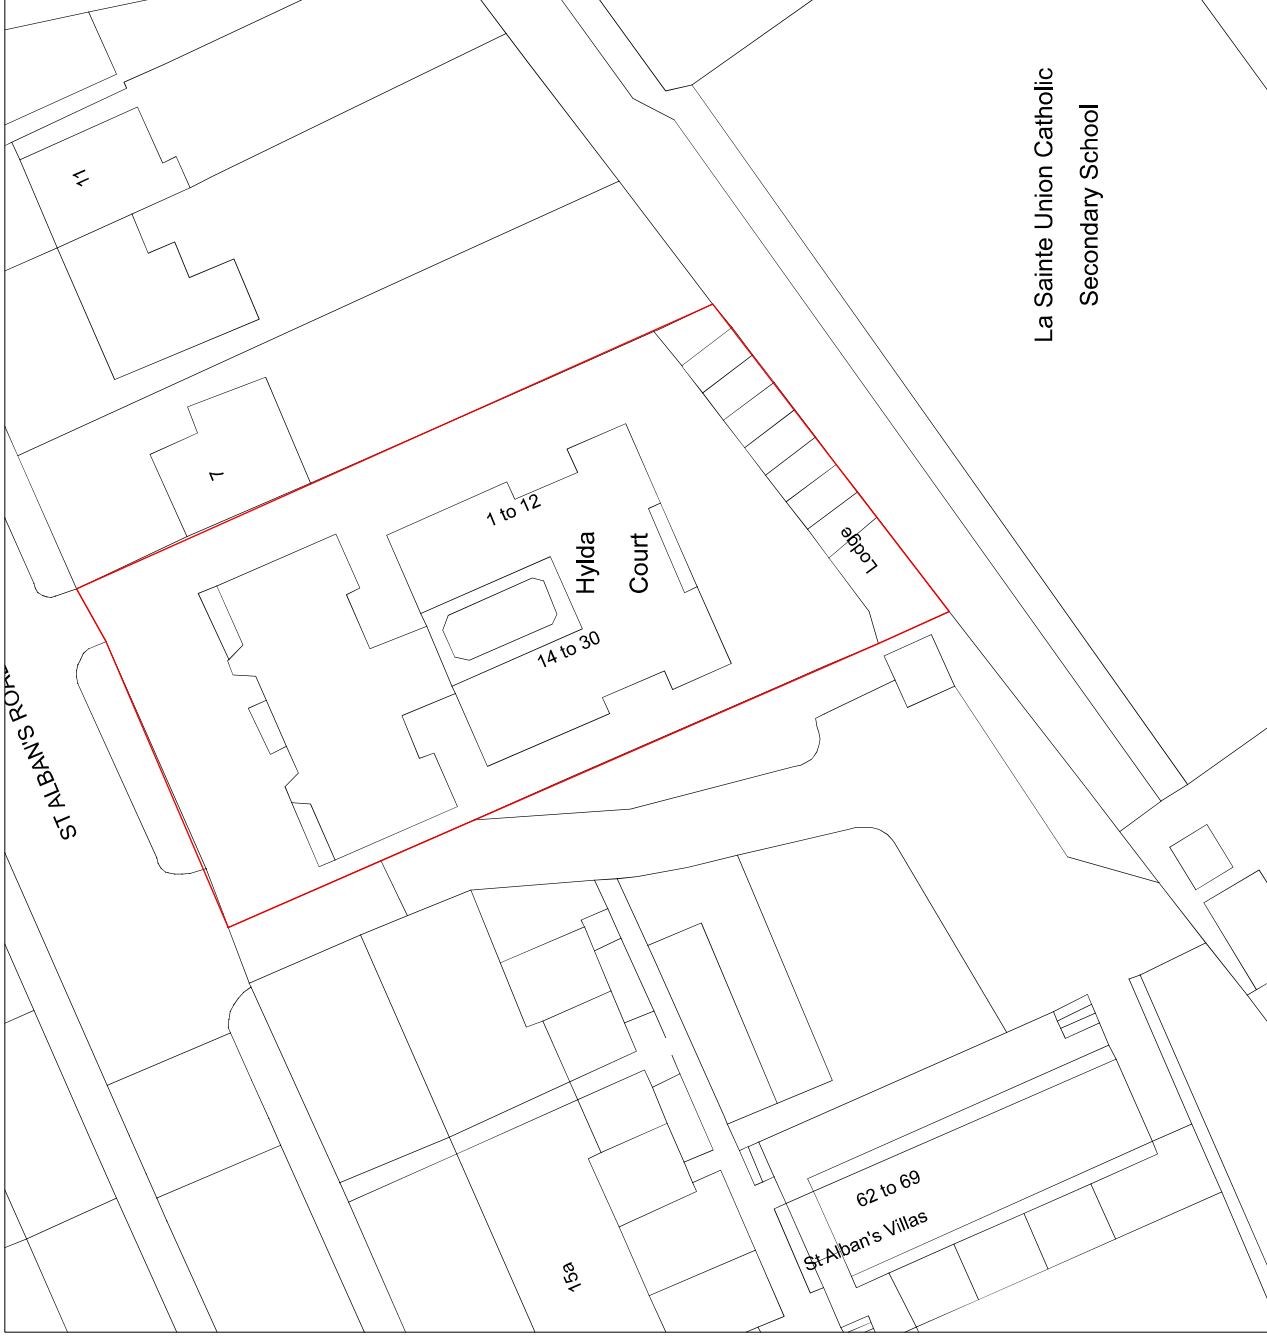 La Sainte Union Catholic
Secondary School
11
7
1 to 12
Hylda
Court
14 to 30
Lodge
ST ALBAN'S ROAD
62 to 69
St Alban's Villas
15a